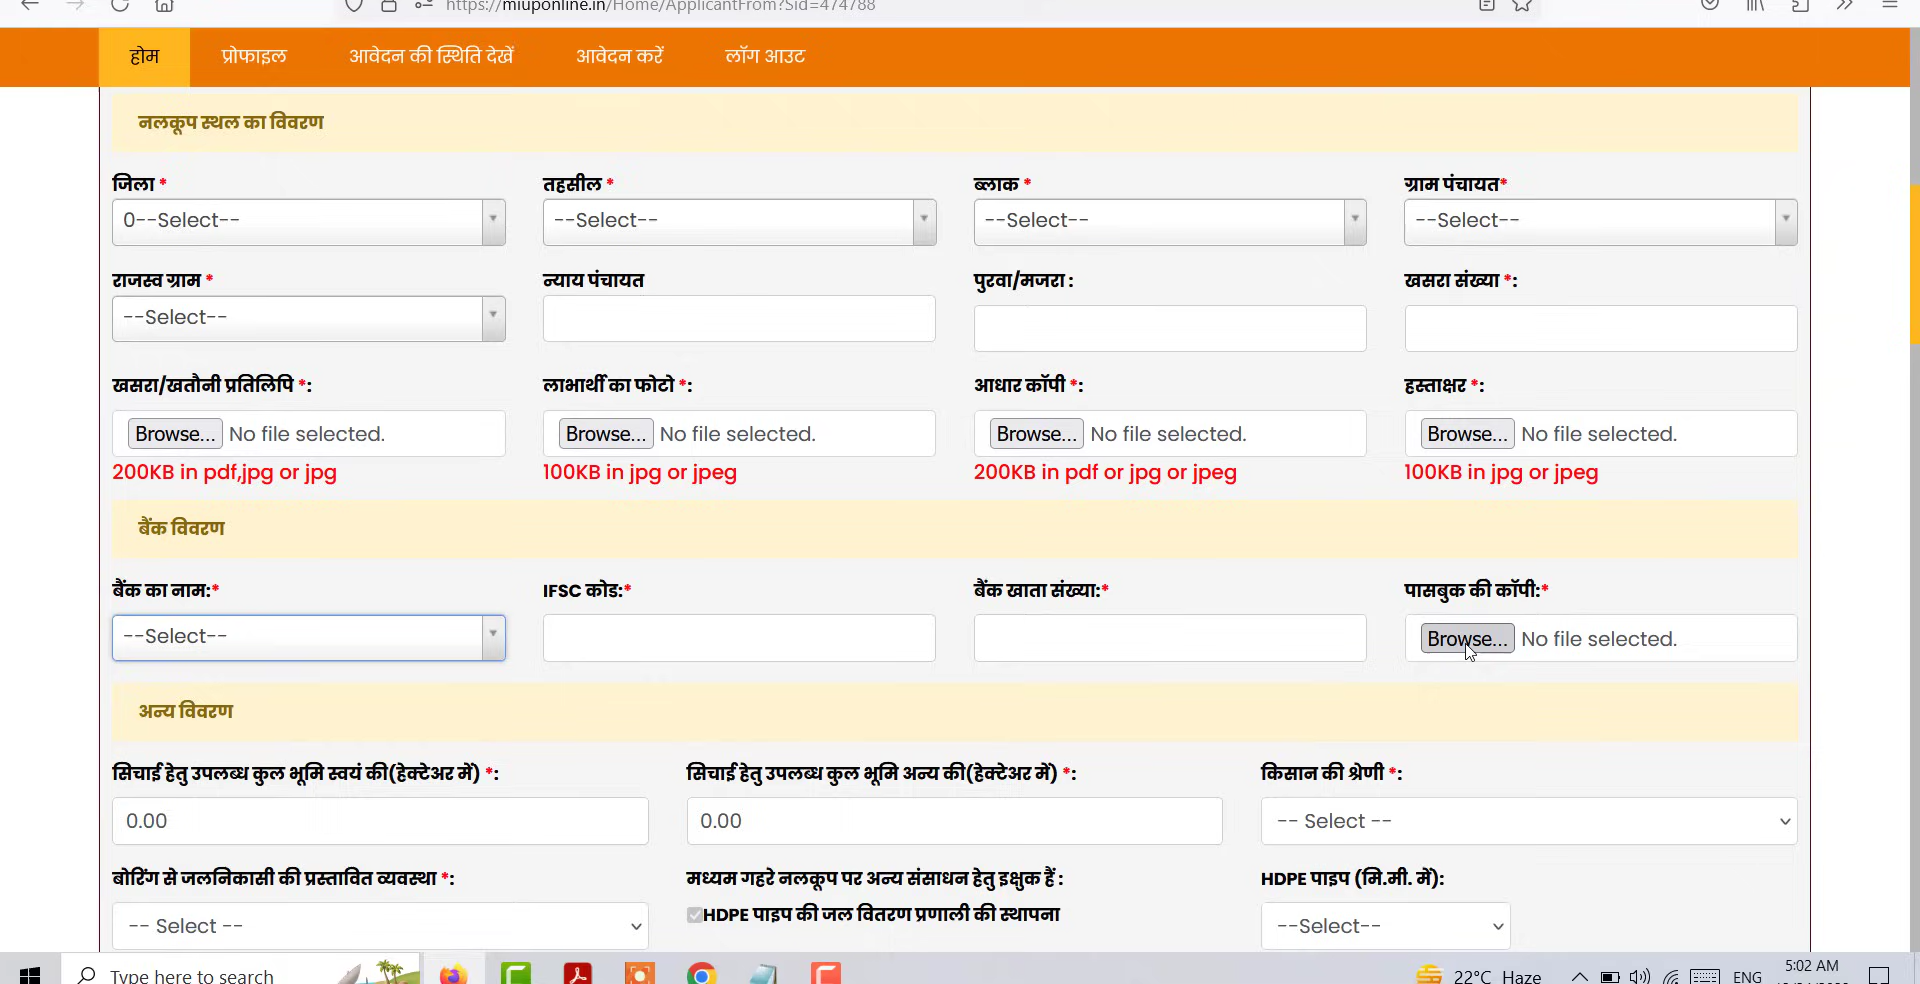 https://miuponline.in/Home/ApplicantFrom?Sid=474788
होम प्रोफाइल आवेदन की स्थिति देखें आवेदन करें लॉग आउट
नलकूप स्थल का विवरण
जिला * तहसील * ब्लाक * ग्राम पंचायत*
0--Select-- --Select-- --Select-- --Select--
राजस्व ग्राम * न्याय पंचायत पुरवा/मजरा : खसरा संख्या *:
--Select--
खसरा/खतौनी प्रतिलिपि *: लाभार्थी का फोटो *: आधार कॉपी *: हस्ताक्षर *:
Browse... No file selected. Browse... No file selected. Browse... No file selected. Browse... No file selected.
200KB in pdf,jpg or jpg 100KB in jpg or jpeg 200KB in pdf or jpg or jpeg 100KB in jpg or jpeg
बैंक विवरण
बैंक का नाम:* IFSC कोड:* बैंक खाता संख्या:* पासबुक की कॉपी:*
--Select-- Browse... No file selected.
अन्य विवरण
सिचाई हेतु उपलब्ध कुल भूमि स्वयं की(हेक्टेअर में) *: सिचाई हेतु उपलब्ध कुल भूमि अन्य की(हेक्टेअर में) *: किसान की श्रेणी *:
0.00 0.00 -- Select --
बोरिंग से जलनिकासी की प्रस्तावित व्यवस्था *: मध्यम गहरे नलकूप पर अन्य संसाधन हेतु इक्षुक हैं : HDPE पाइप (मि.मी. में):
-- Select -- HDPE पाइप की जल वितरण प्रणाली की स्थापना --Select--
Type here to search 22°C Haze ENG 5:02 AM